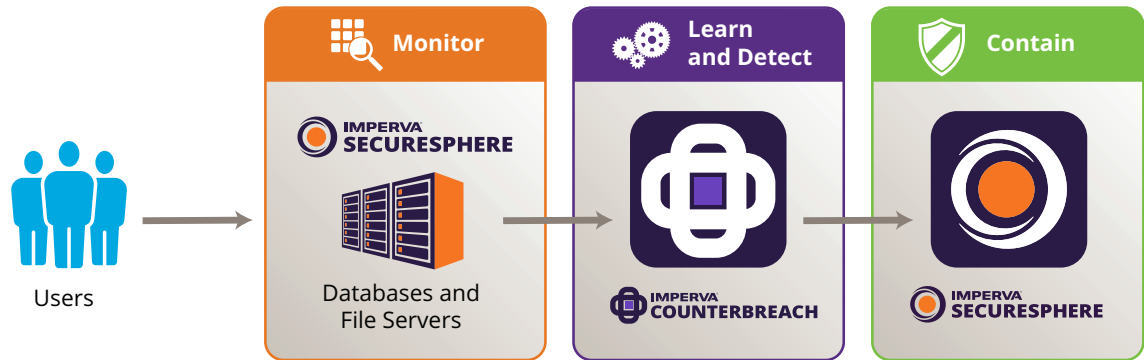 Users
Monitor
IMPERVA
SECURESPHERE
Databases and
File Servers
Learn
and Detect
IMPERVA
COUNTERBREACH
Contain
IMPERVA
SECURESPHERE